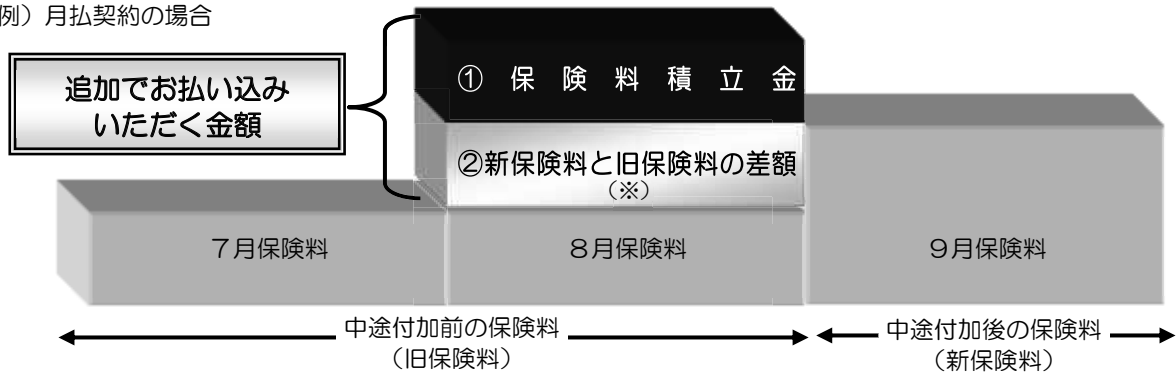 例）月払契約の場合
追加でお払い込み
いただく金額
① 保 険 料 積 立 金
②新保険料と旧保険料の差額
（※）
７月保険料
８月保険料
９月保険料
中途付加前の保険料
（旧保険料）
中途付加後の保険料
（新保険料）